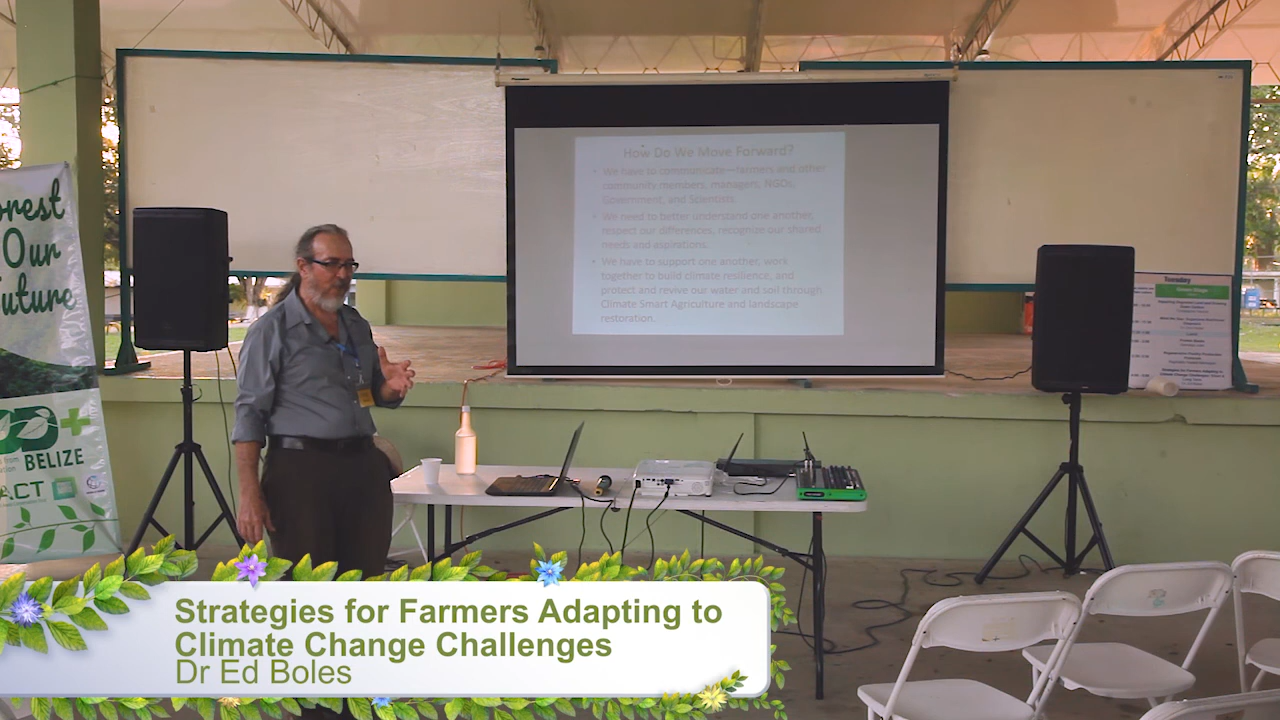 How Do We Move Forward?
• We have to communicate—farmers and other
community members, managers, NGOs,
Government, and Scientists.
• We need to better understand one another,
respect our differences, recognize our shared
needs and aspirations.
• We have to support one another, work
together to build climate resilience, and
protect and revive our water and soil through
Climate Smart Agriculture and landscape
restoration.
orest
Our
uture
BELIZE
ACT
Tuesday
Strategies for Farmers Adapting to
Climate Change Challenges
Dr Ed Boles